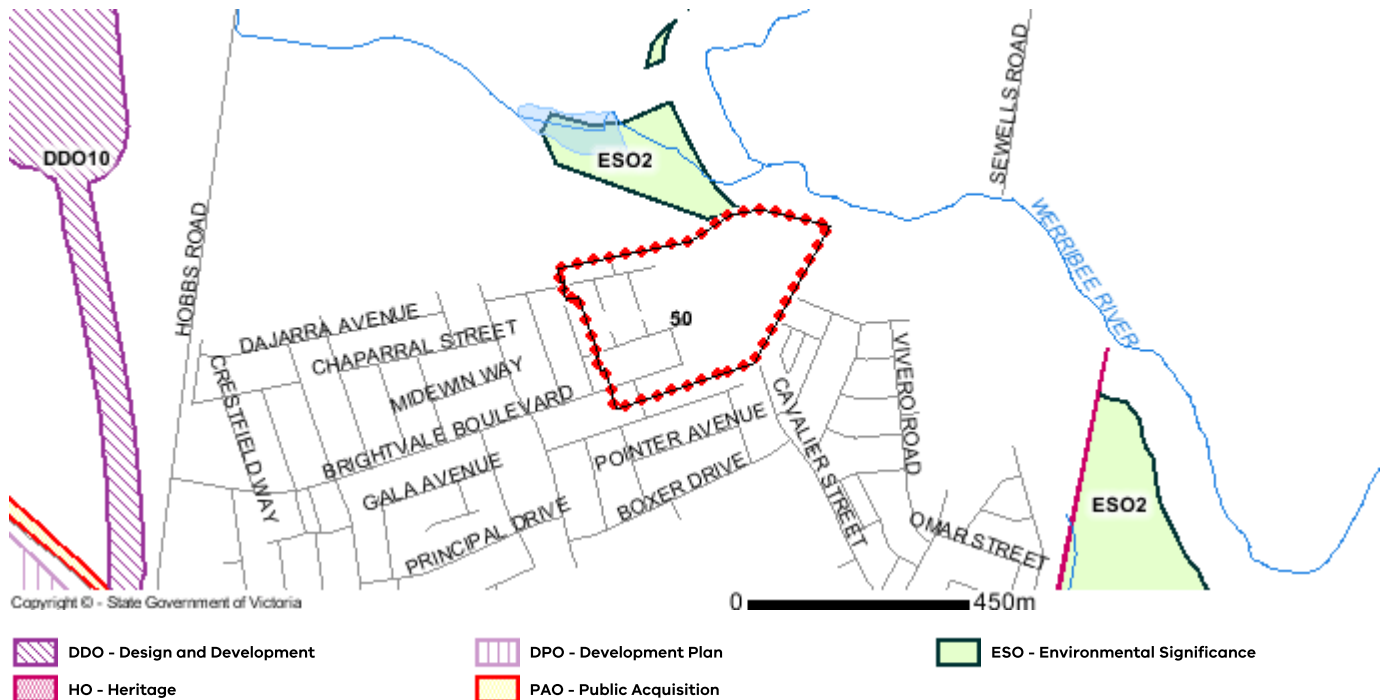 SEWELLS ROAD
DDO10
ESO2
HOBBS ROAD
WERRIBEE RIVER
50
DAJARRA AVENUE
CHAPARRAL STREET
VIVERO ROAD
CRESTFIELD WAY
MIDEWIN WAY
BRIGHTVALE BOULEVARD
CAVALIER STREET
POINTER AVENUE
GALA AVENUE
BOXER DRIVE
ESO2
PRINCIPAL DRIVE
OMAR STREET
Copyright © - State Government of Victoria
0 450m
DDO - Design and Development
DPO - Development Plan
ESO - Environmental Significance
HO - Heritage
PAO - Public Acquisition